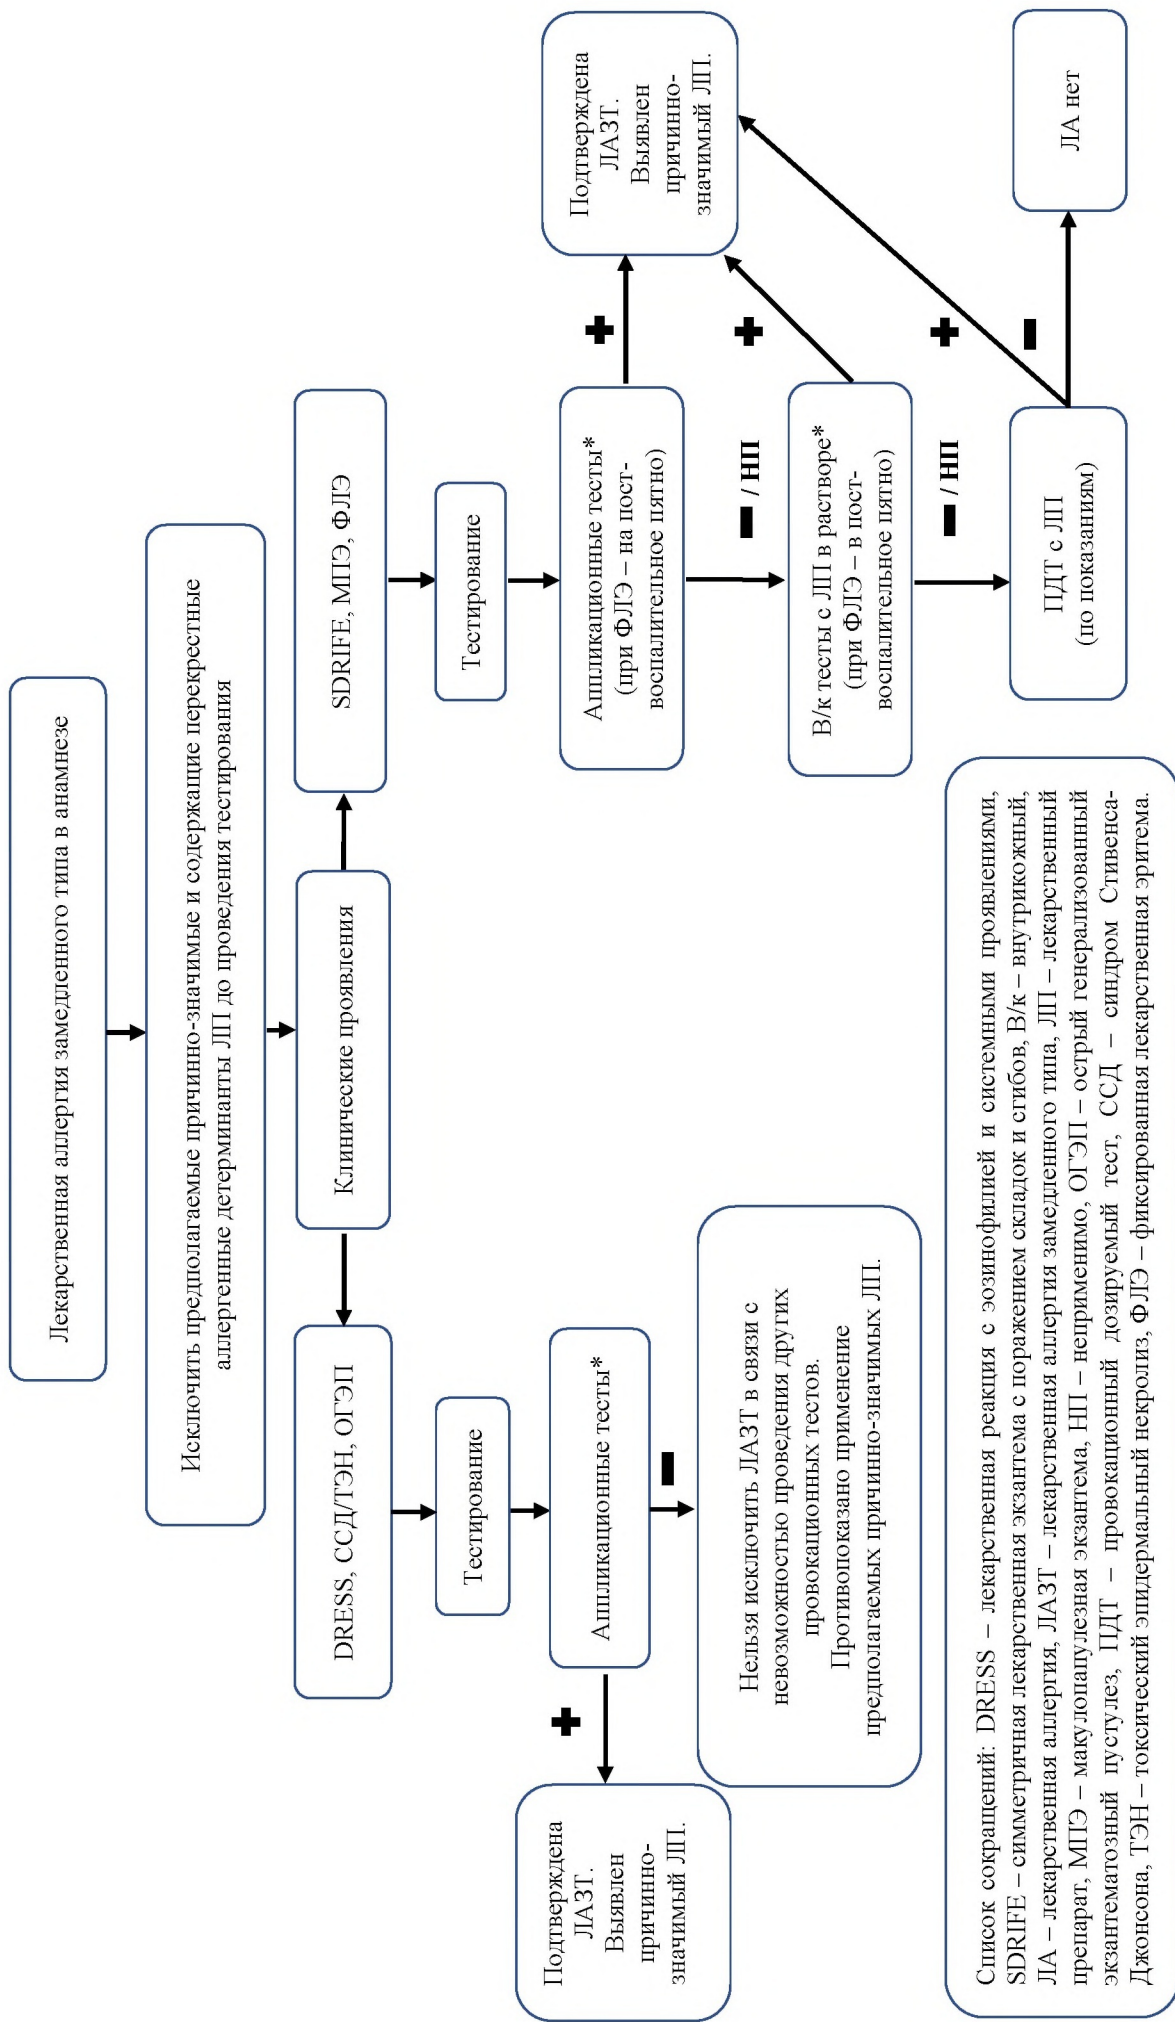 Лекарственная аллергия замедленного типа в анамнезе
Исключить предполагаемые причинно-значимые и содержащие перекрестные
аллергенные детерминанты ЛП до проведения тестирования
Клинические проявления
DRESS, ССД/ТЭН, ОГЭП
SDRIFE, МПЭ, ФЛЭ
Тестирование
Тестирование
Аппликационные тесты*
Аппликационные тесты*
(при ФЛЭ – на пост-
воспалительное пятно)
+
+
Подтверждена
ЛАЗТ.
Выявлен
причинно-
значимый ЛП.
Подтверждена
ЛАЗТ.
Выявлен
причинно-
значимый ЛП.
−
− / НП
Нельзя исключить ЛАЗТ в связи с
невозможностью проведения других
провокационных тестов.
Противопоказано применение
предполагаемых причинно-значимых ЛП.
В/к тесты с ЛП в растворе*
(при ФЛЭ – в пост-
воспалительное пятно)
+
− / НП
+
−
ПДТ с ЛП
(по показаниям)
ЛА нет
Список сокращений: DRESS – лекарственная реакция с эозинофилией и системными проявлениями,
SDRIFE – симметричная лекарственная экзантема с поражением складок и сгибов, В/к – внутрикожный,
ЛА – лекарственная аллергия, ЛАЗТ – лекарственная аллергия замедленного типа, ЛП – лекарственный
препарат, МПЭ – макулопапулезная экзантема, НП – неприменимо, ОГЭП – острый генерализованный
экзантематозный пустулез, ПДТ – провокационный дозируемый тест, ССД – синдром Стивенса-
Джонсона, ТЭН – токсический эпидермальный некролиз, ФЛЭ – фиксированная лекарственная эритема.